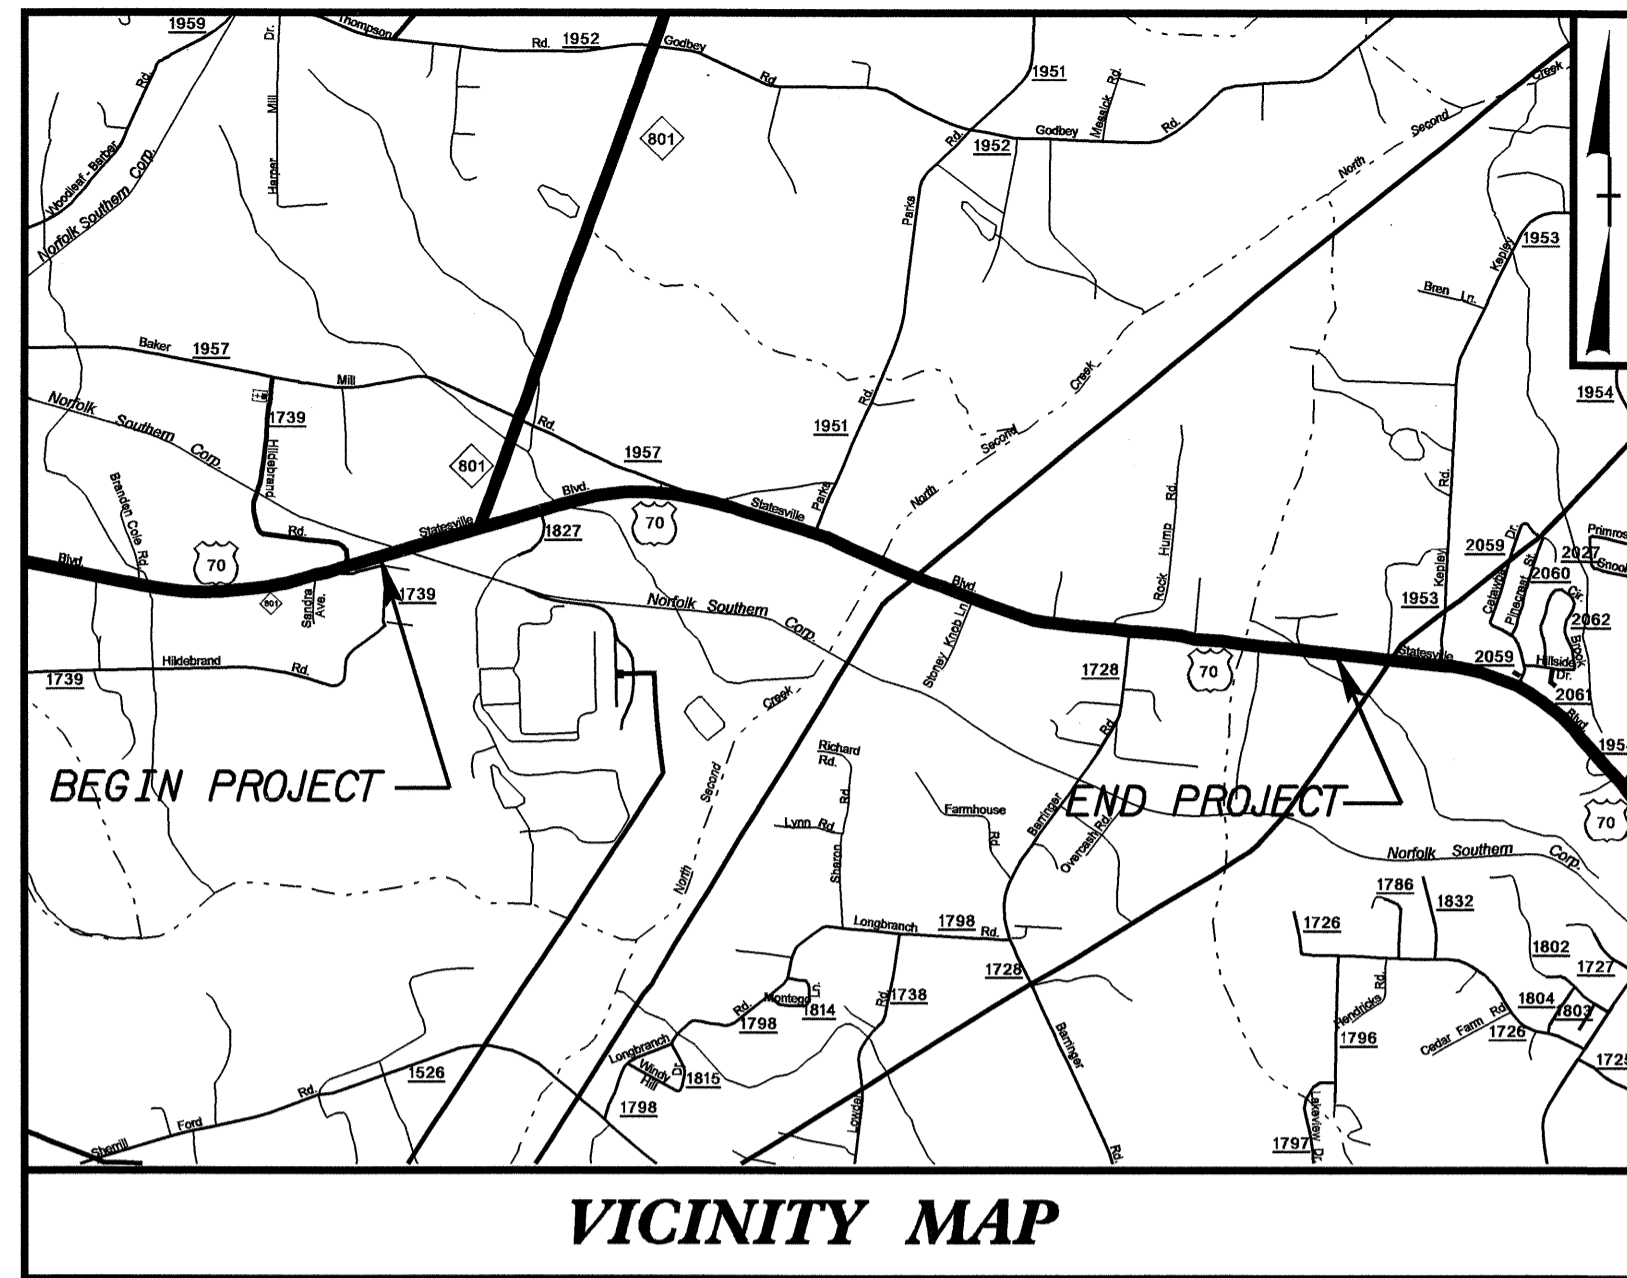 1959
Thompson
Rd. 1952
Godbey
Rd.
1951
Messick Rd.
Creek
Second
North
Dr.
Mill
Harper
Rd.
Woodleaf - Barber
Norfolk Southern Corp.
801
Rd.
Godbey
1952
Rd.
Parks
1953
Kepley
Bren Ln.
Baker 1957
Mill
Rd.
1957
Norfolk Southern Corp.
1739
Hildebrand
Rd.
801
1951
Rd.
Parks
Creek
Second
North
1954
Branden Cole Rd.
Blvd.
70
Statesville
Blvd.
1827
70
Statesville
Blvd.
Rock Hump Rd.
Rd.
Kepley
1953
2059
Dr.
Catawba
Pinecrest St.
2027
2060
Cir.
2062
Brook
Primros
Snook
801
Sandra Ave.
1739
Norfolk Southern Corp.
Stoney Knob Ln.
1728
70
Statesville
2059
Hillside
Dr.
2061
Blvd.
1954
70
1739
Hildebrand Rd.
Creek
Second
North
BEGIN PROJECT
END PROJECT
Richard Rd.
Lynn Rd.
Sharon Rd.
Farmhouse Rd.
Barringer Rd.
Overcash Rd.
Norfolk Southern Corp.
Longbranch 1798 Rd.
1728
1738
Rd.
Montego Ln.
1814
Rd.
1798
Longbranch
Windy Hill Dr.
1815
1798
1526
Sherrill Ford Rd.
Lowder
Barringer
Rd.
1786
1832
1726
1802
1727
Hendricks Rd.
1796
Cedar Farm Rd.
1726
1804
1803
1725
Lakeview Dr.
1797
VICINITY MAP